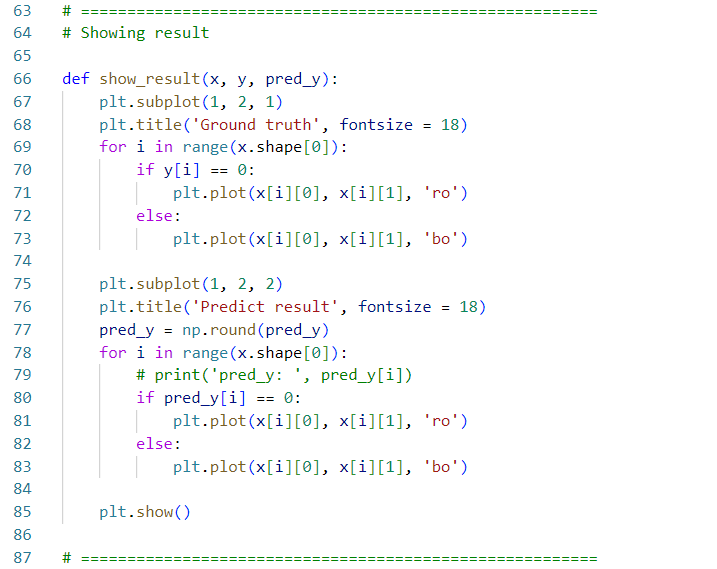 63 # ========================================================
64 # Showing result
65
66 def show_result(x, y, pred_y):
67     plt.subplot(1, 2, 1)
68     plt.title('Ground truth', fontsize = 18)
69     for i in range(x.shape[0]):
70         if y[i] == 0:
71             plt.plot(x[i][0], x[i][1], 'ro')
72         else:
73             plt.plot(x[i][0], x[i][1], 'bo')
74
75     plt.subplot(1, 2, 2)
76     plt.title('Predict result', fontsize = 18)
77     pred_y = np.round(pred_y)
78     for i in range(x.shape[0]):
79         # print('pred_y: ', pred_y[i])
80         if pred_y[i] == 0:
81             plt.plot(x[i][0], x[i][1], 'ro')
82         else:
83             plt.plot(x[i][0], x[i][1], 'bo')
84
85     plt.show()
86
87 # ========================================================